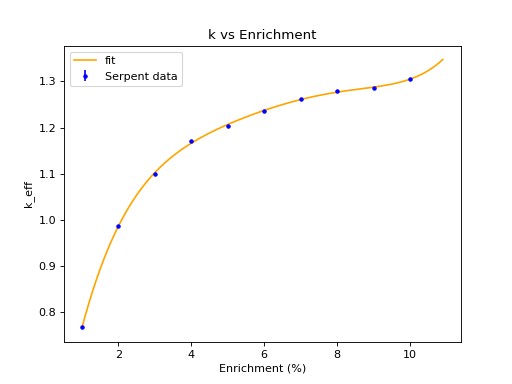 k vs Enrichment
fit
Serpent data
k_eff
1.3
1.2
1.1
1.0
0.9
0.8
2 4 6 8 10
Enrichment (%)